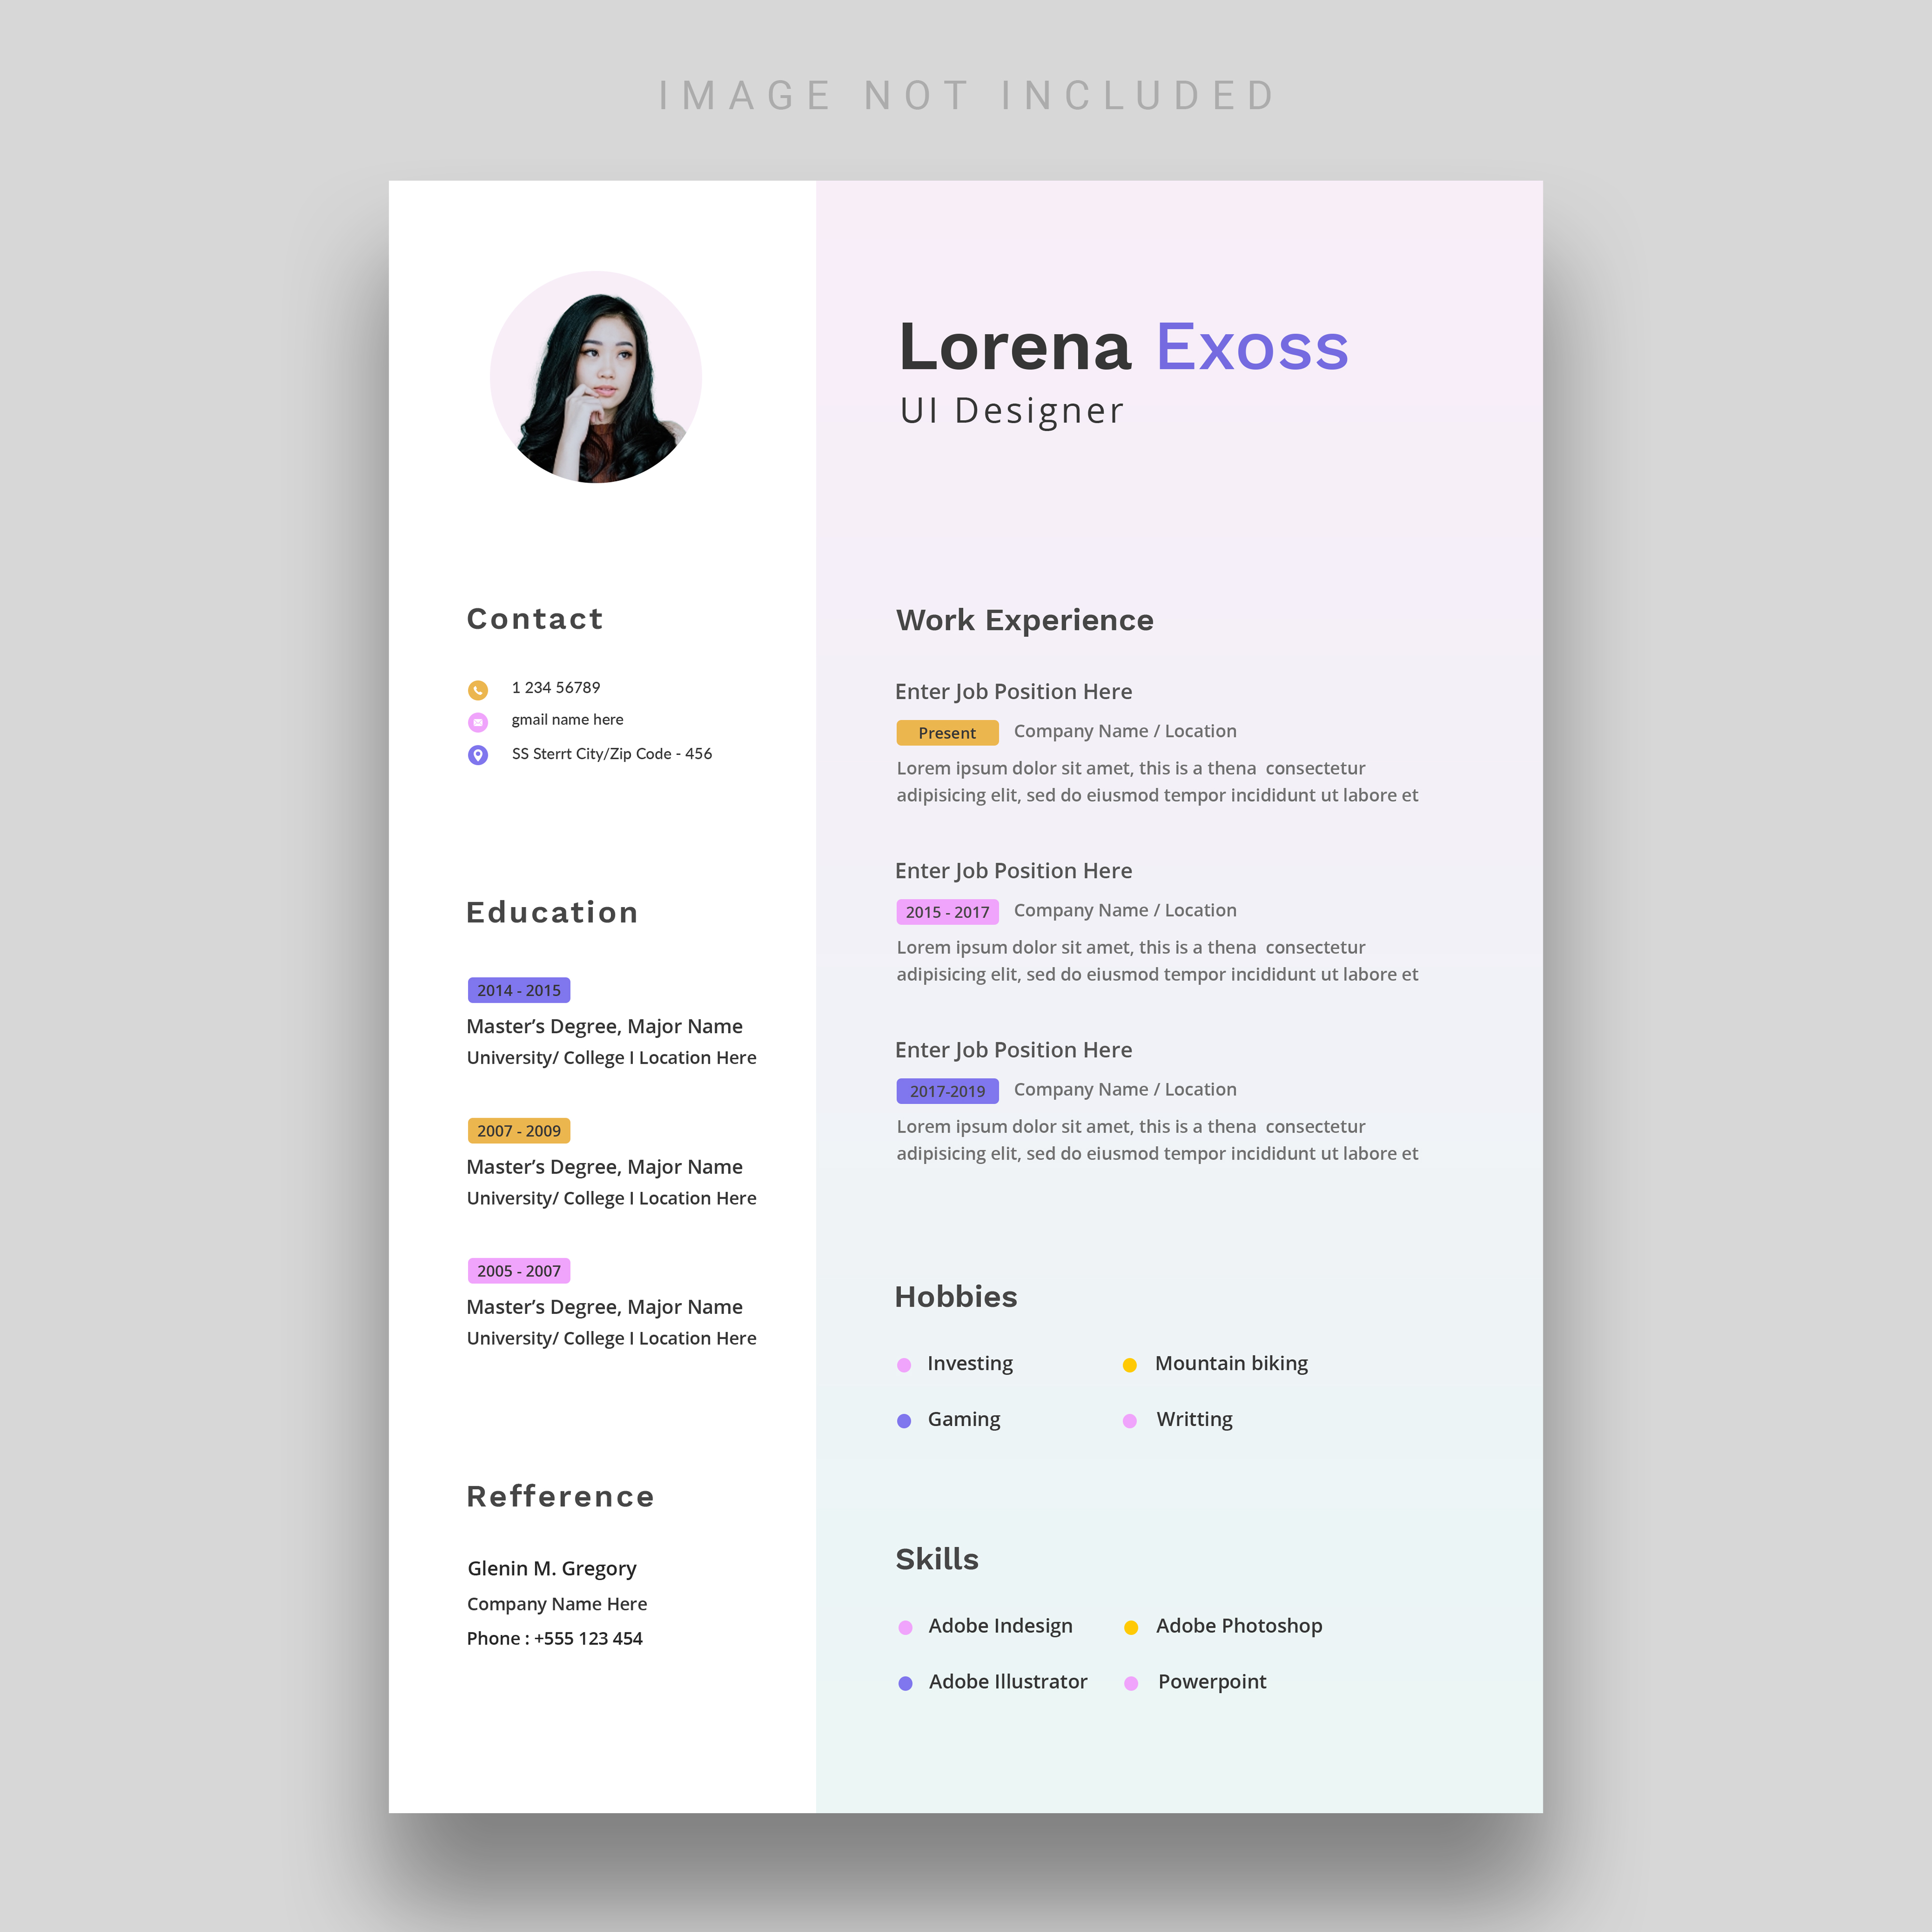 IMAGE NOT INCLUDED
Lorena Exoss
UI Designer
Contact
1 234 56789
gmail name here
SS Sterrt City/Zip Code - 456
Education
2014 - 2015
Master’s Degree, Major Name
University/ College I Location Here
2007 - 2009
Master’s Degree, Major Name
University/ College I Location Here
2005 - 2007
Master’s Degree, Major Name
University/ College I Location Here
Refference
Glenin M. Gregory
Company Name Here
Phone : +555 123 454
Work Experience
Enter Job Position Here
Present Company Name / Location
Lorem ipsum dolor sit amet, this is a thena consectetur
adipisicing elit, sed do eiusmod tempor incididunt ut labore et
Enter Job Position Here
2015 - 2017 Company Name / Location
Lorem ipsum dolor sit amet, this is a thena consectetur
adipisicing elit, sed do eiusmod tempor incididunt ut labore et
Enter Job Position Here
2017-2019 Company Name / Location
Lorem ipsum dolor sit amet, this is a thena consectetur
adipisicing elit, sed do eiusmod tempor incididunt ut labore et
Hobbies
Investing Mountain biking
Gaming Writting
Skills
Adobe Indesign Adobe Photoshop
Adobe Illustrator Powerpoint